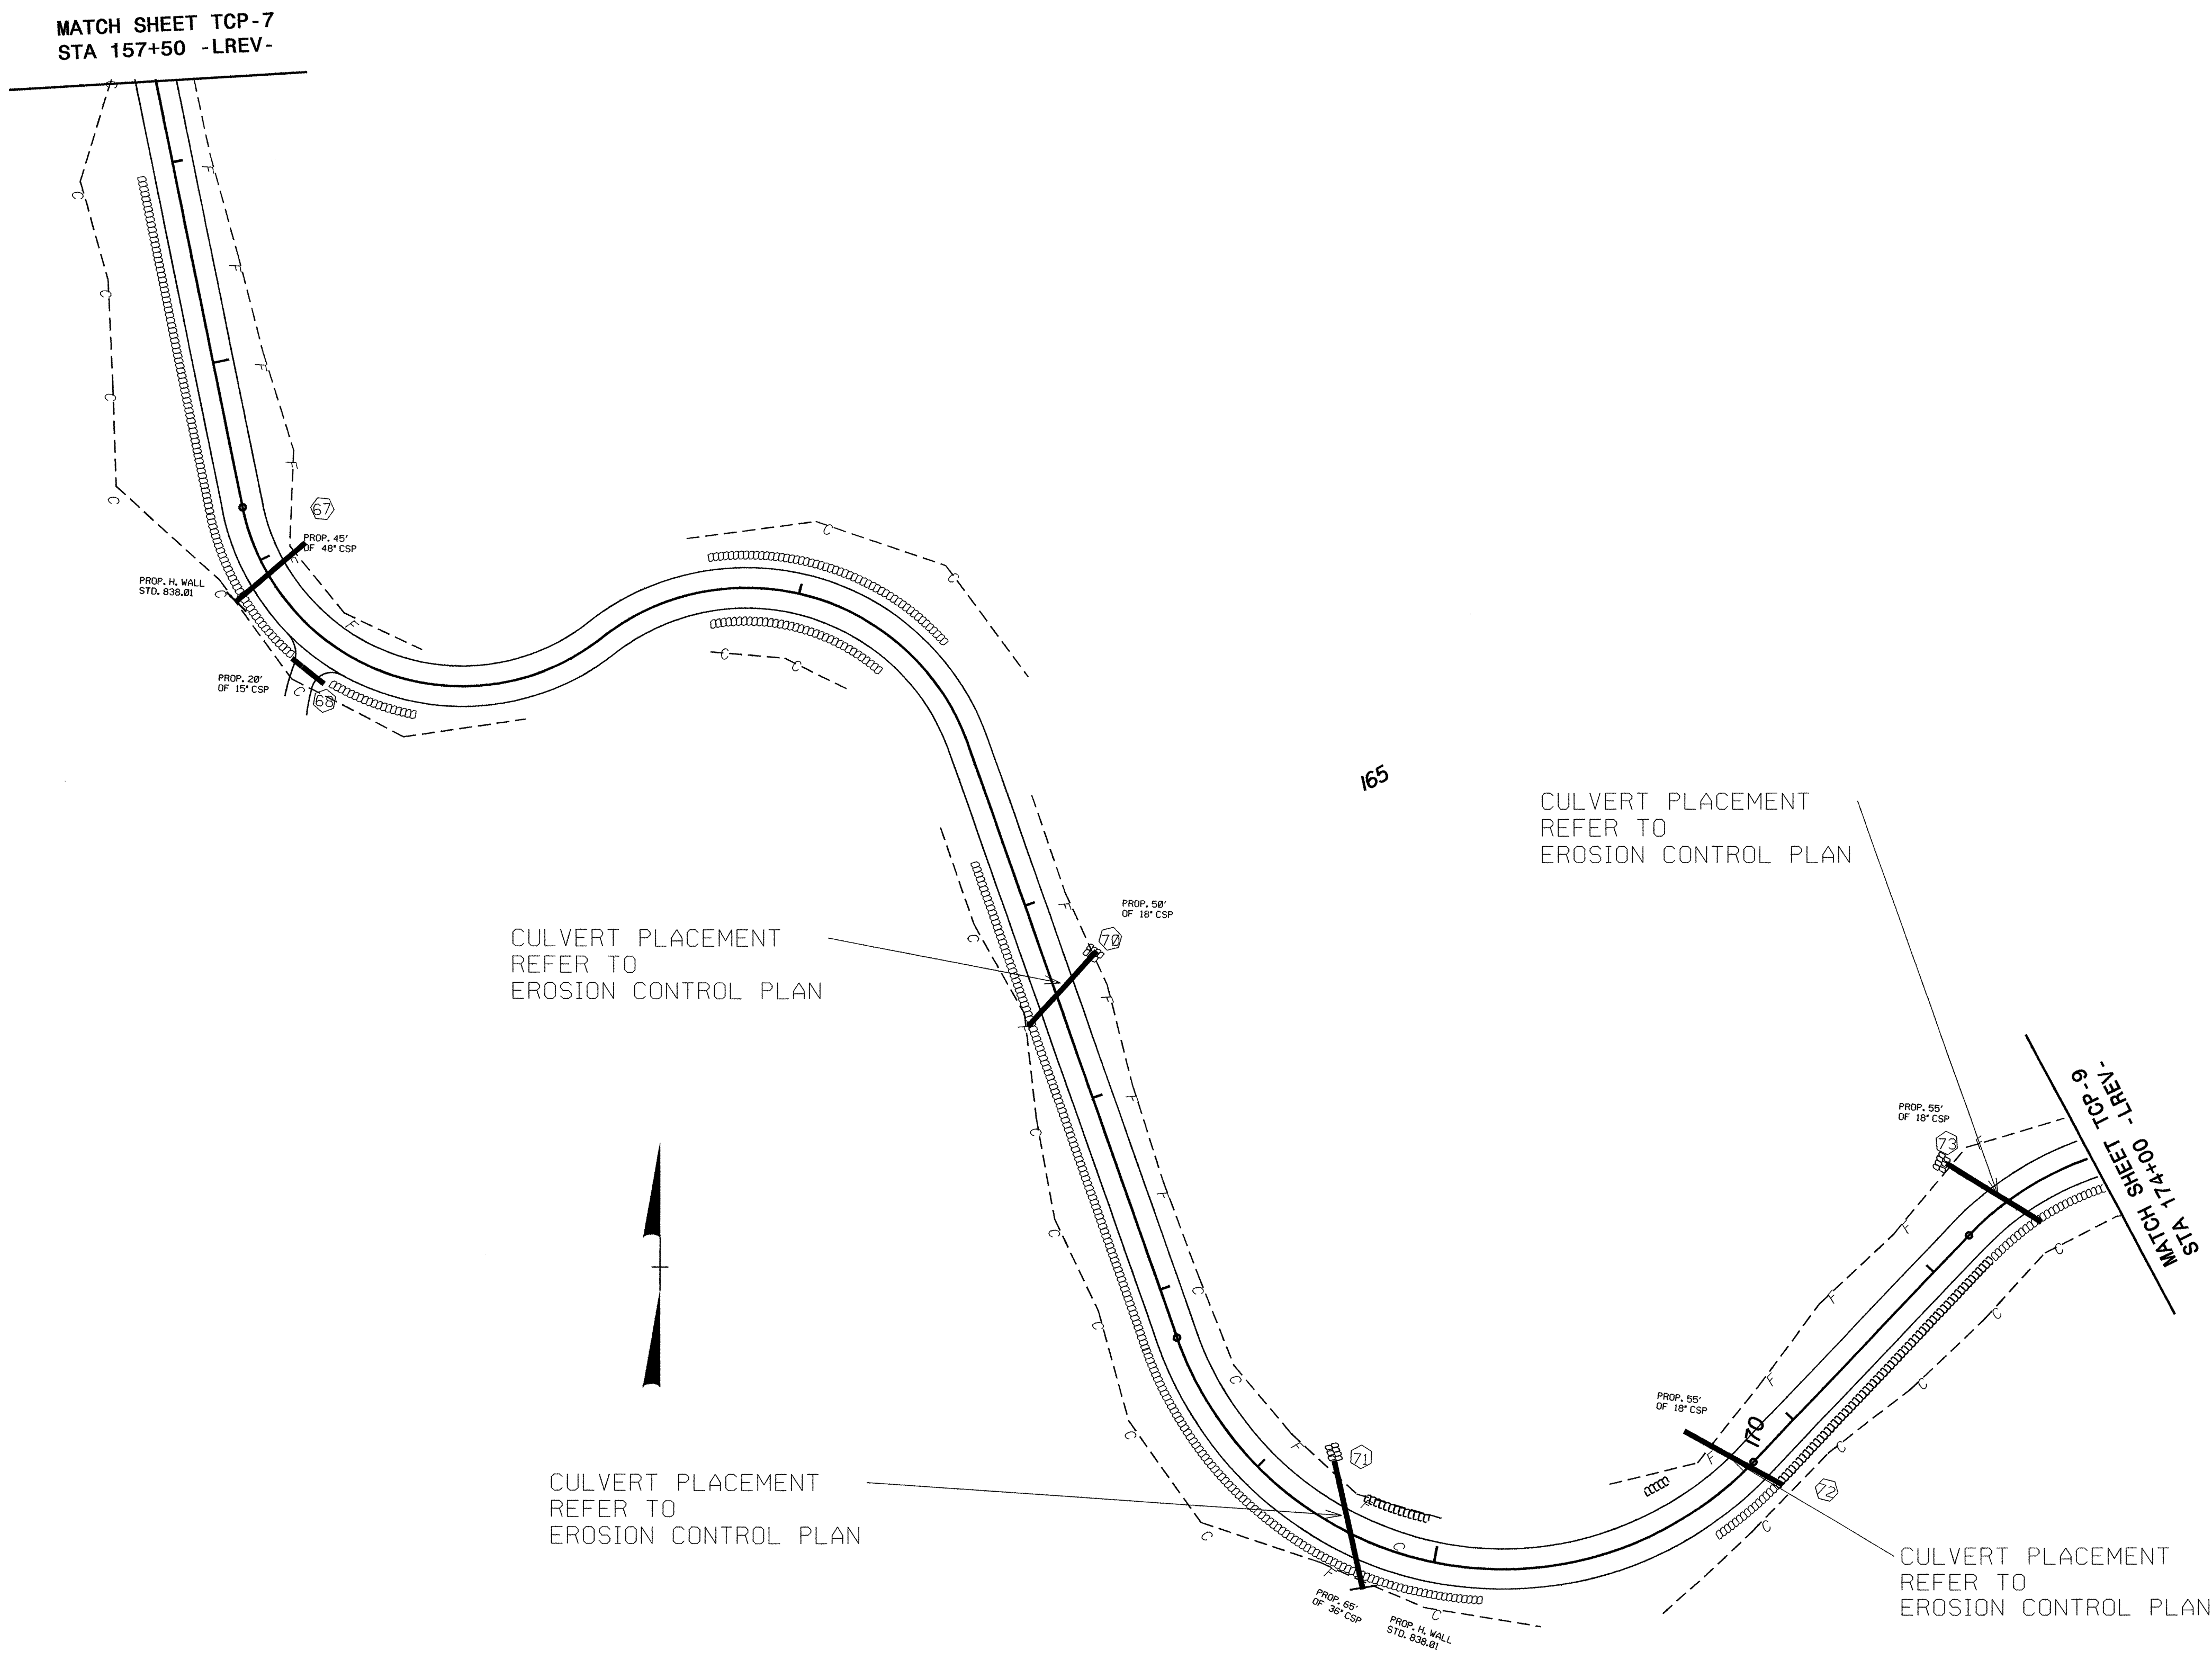 MATCH SHEET TCP-7
STA 157+50 -LREV-
67
PROP. 45'
OF 48" CSP
PROP. H. WALL
STD. 838.01
PROP. 20'
OF 15" CSP
68
165
CULVERT PLACEMENT
REFER TO
EROSION CONTROL PLAN
PROP. 50'
OF 18" CSP
70
CULVERT PLACEMENT
REFER TO
EROSION CONTROL PLAN
MATCH SHEET TCP-9
STA 174+00 -LREV-
PROP. 55'
OF 18" CSP
73
PROP. 55'
OF 18" CSP
170
72
71
CULVERT PLACEMENT
REFER TO
EROSION CONTROL PLAN
PROP. 65'
OF 36" CSP
PROP. H. WALL
STD. 838.01
CULVERT PLACEMENT
REFER TO
EROSION CONTROL PLAN
C
C
C
C
C
C
C
F
F
F
F
F
F
C
C
C
C
C
F
F
F
F
F
C
C
C
C
C
C
C
F
F
F
C
C
F
F
F
F
F
C
C
C
C
C